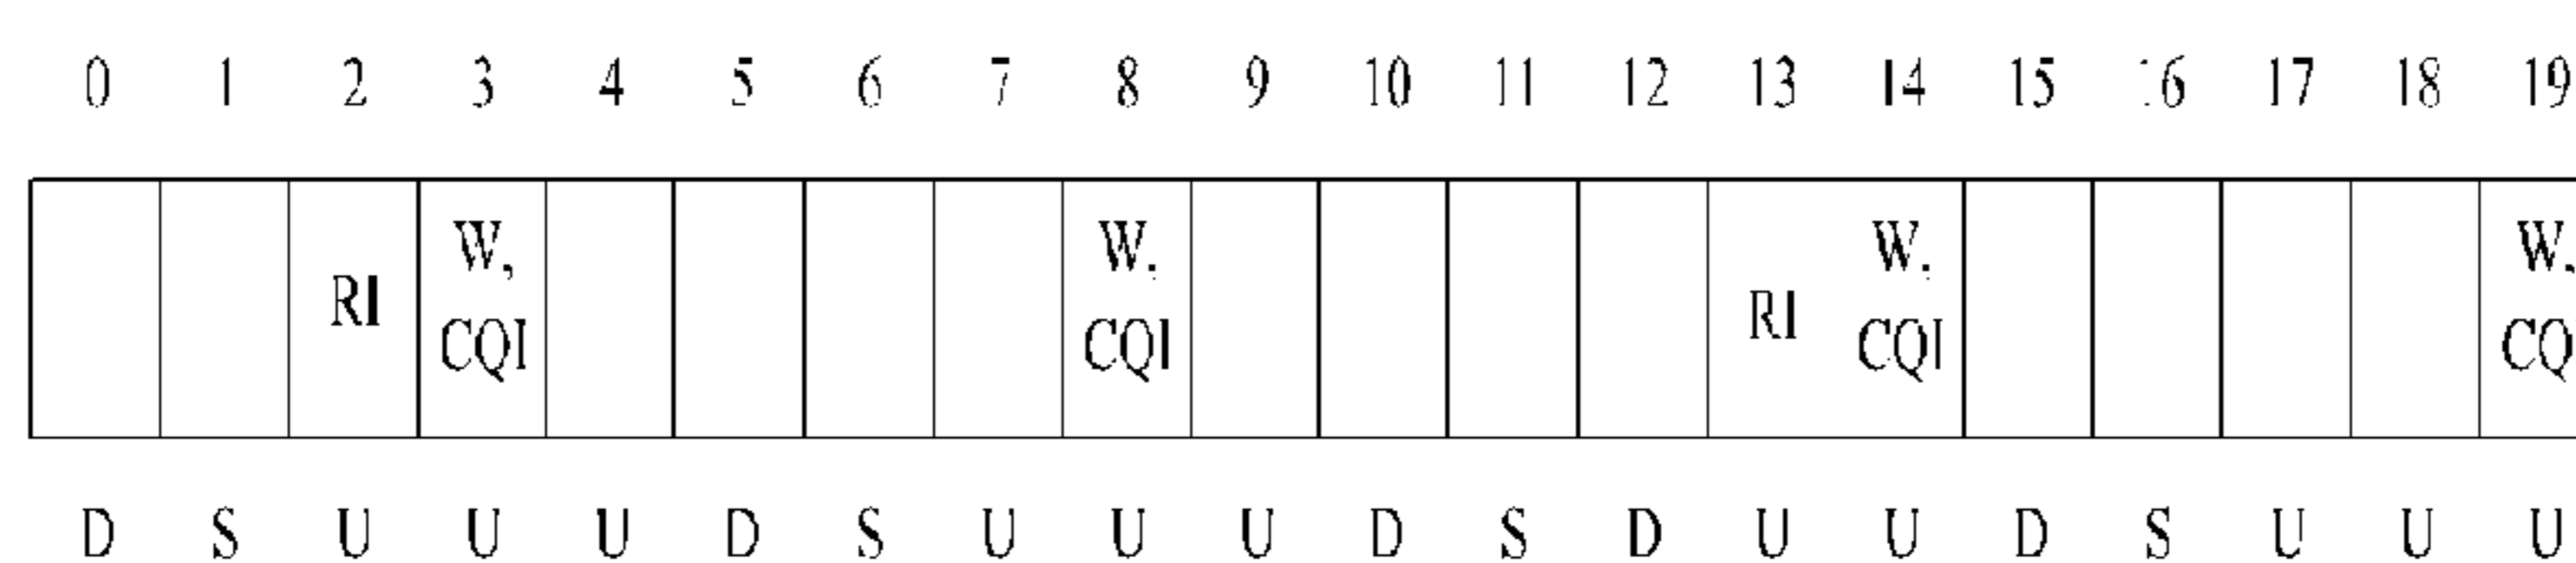 0 1 2 3 4 5 6 7 8 9 10 11 12 13 14 15 16 17 18 19
W, W. W. W,
RI RI
CQI CQI CQI CQ
D S U U U D S U U U D S D U U D S U U U